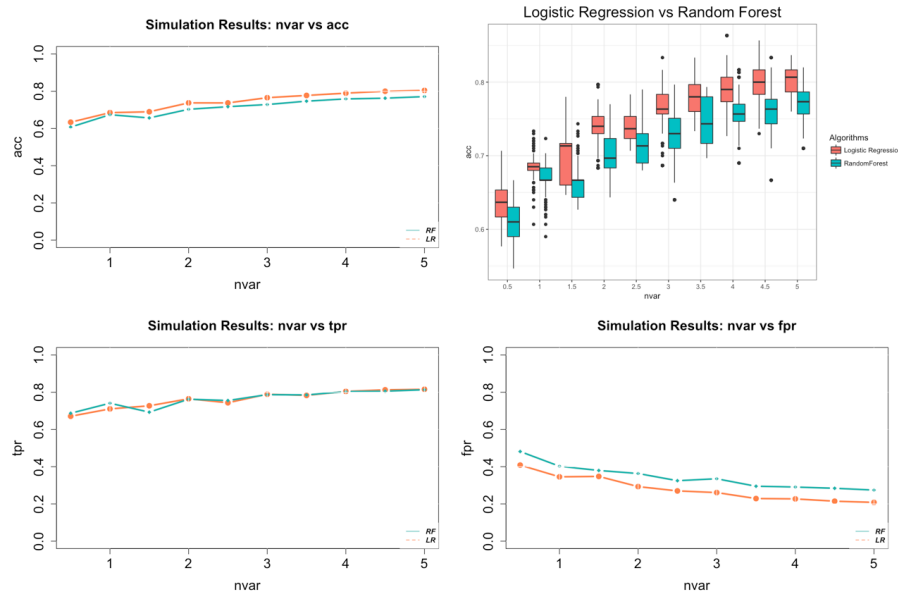 Simulation Results: nvar vs acc
acc
0.0 0.2 0.4 0.6 0.8 1.0
1 2 3 4 5
nvar
RF
LR
Logistic Regression vs Random Forest
acc
0.8
0.7
0.6
0.5 1 1.5 2 2.5 3 3.5 4 4.5 5
nvar
Algorithms
Logistic Regressio
RandomForest
Simulation Results: nvar vs tpr
tpr
0.0 0.2 0.4 0.6 0.8 1.0
1 2 3 4 5
nvar
RF
LR
Simulation Results: nvar vs fpr
fpr
0.0 0.2 0.4 0.6 0.8 1.0
1 2 3 4 5
nvar
RF
LR